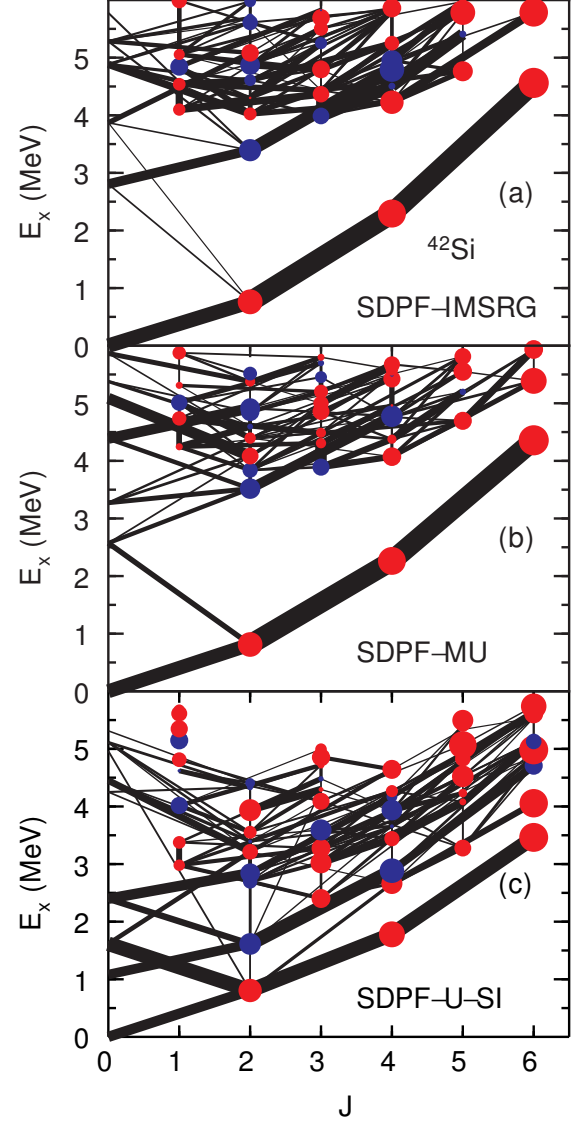 5
4
3
2
1
0
E_x (MeV)
(a)
⁴²Si
SDPF–IMSRG
5
4
3
2
1
0
E_x (MeV)
(b)
SDPF–MU
5
4
3
2
1
0
E_x (MeV)
(c)
SDPF–U–SI
0 1 2 3 4 5 6
J